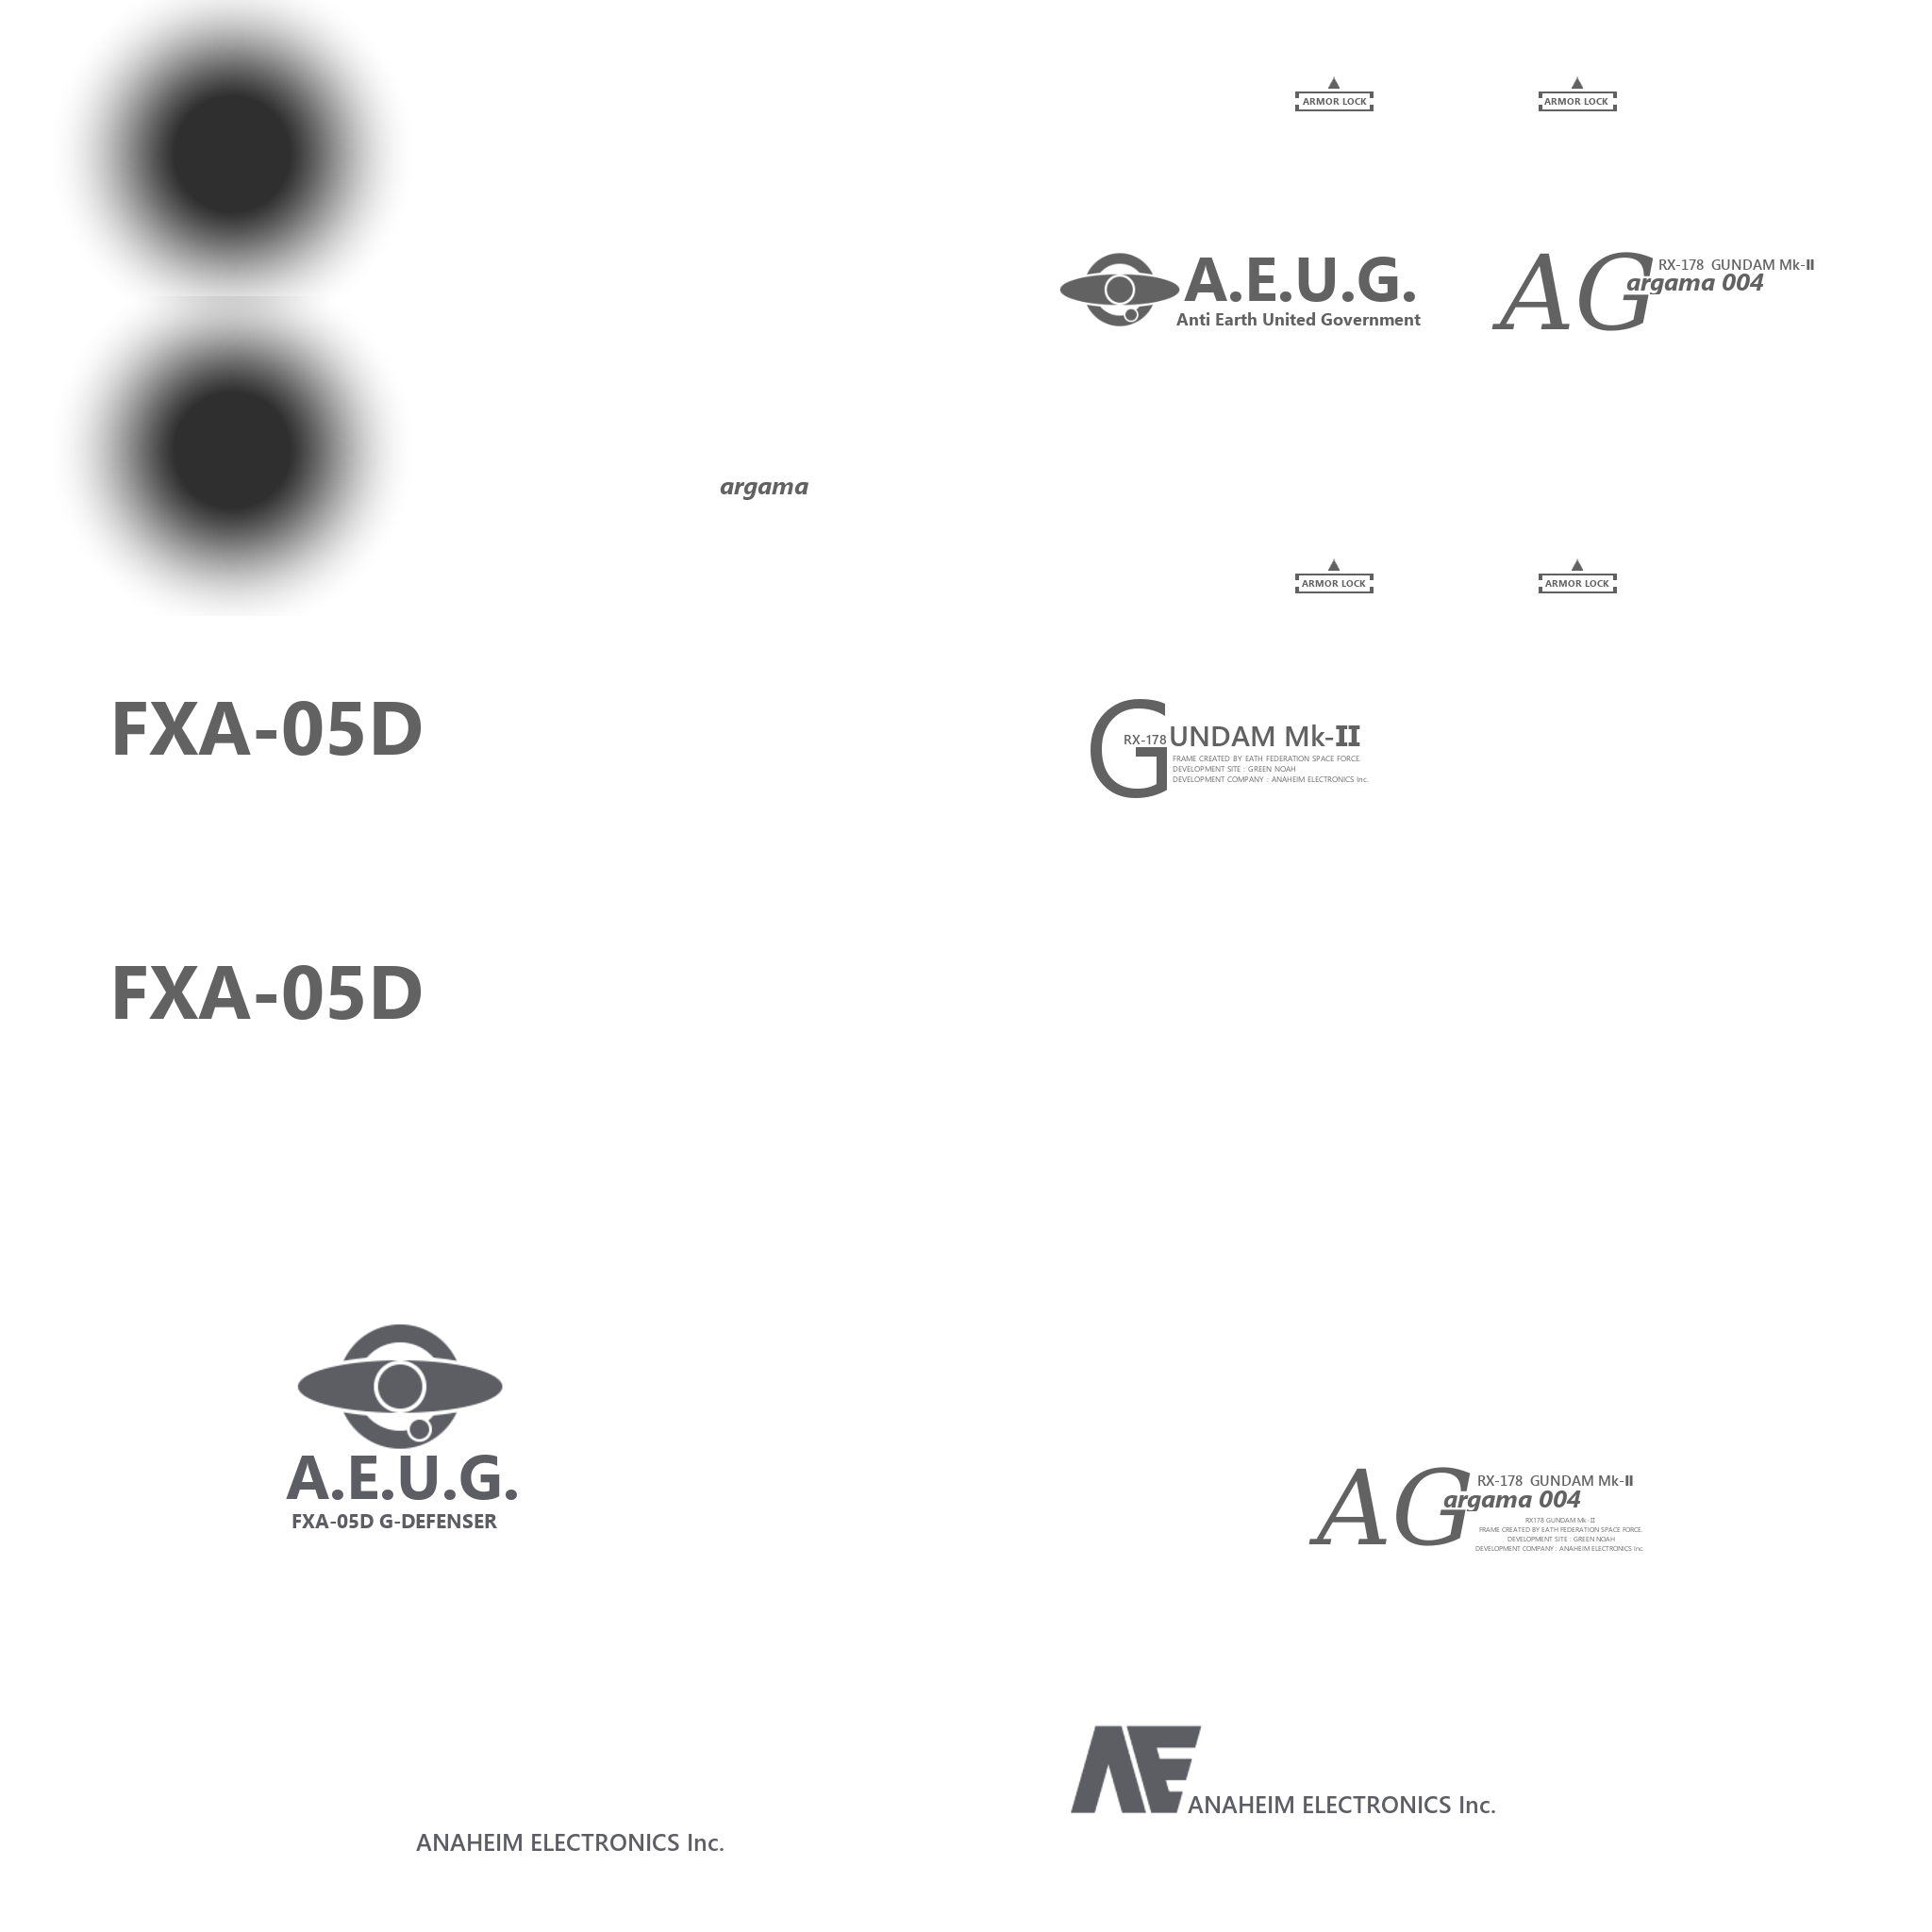 ARMOR LOCK
ARMOR LOCK
A.E.U.G.
Anti Earth United Government
AG
RX-178 GUNDAM Mk-II
argama 004
argama
ARMOR LOCK
ARMOR LOCK
FXA-05D
GUNDAM Mk-II
RX-178
FRAME CREATED BY EATH FEDERATION SPACE FORCE.
DEVELOPMENT SITE : GREEN NOAH
DEVELOPMENT COMPANY : ANAHEIM ELECTRONICS Inc.
FXA-05D
A.E.U.G.
FXA-05D G-DEFENSER
AG
RX-178 GUNDAM Mk-II
argama 004
RX178 GUNDAM Mk-II
FRAME CREATED BY EATH FEDERATION SPACE FORCE.
DEVELOPMENT SITE : GREEN NOAH
DEVELOPMENT COMPANY : ANAHEIM ELECTRONICS Inc.
AE
ANAHEIM ELECTRONICS Inc.
ANAHEIM ELECTRONICS Inc.